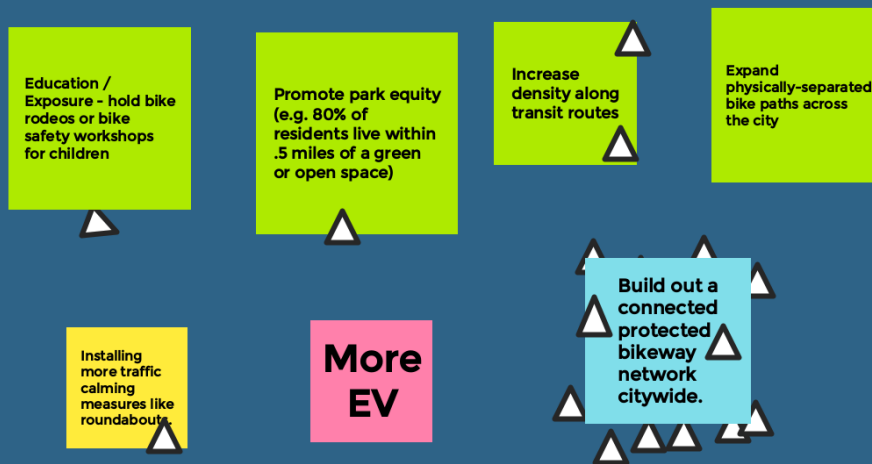 Education /
Exposure - hold bike
rodeos or bike
safety workshops
for children
Promote park equity
(e.g. 80% of
residents live within
.5 miles of a green
or open space)
Increase
density along
transit routes
Expand
physically-separated
bike paths across
the city
Installing
more traffic
calming
measures like
roundabouts.
More
EV
Build out a
connected
protected
bikeway
network
citywide.